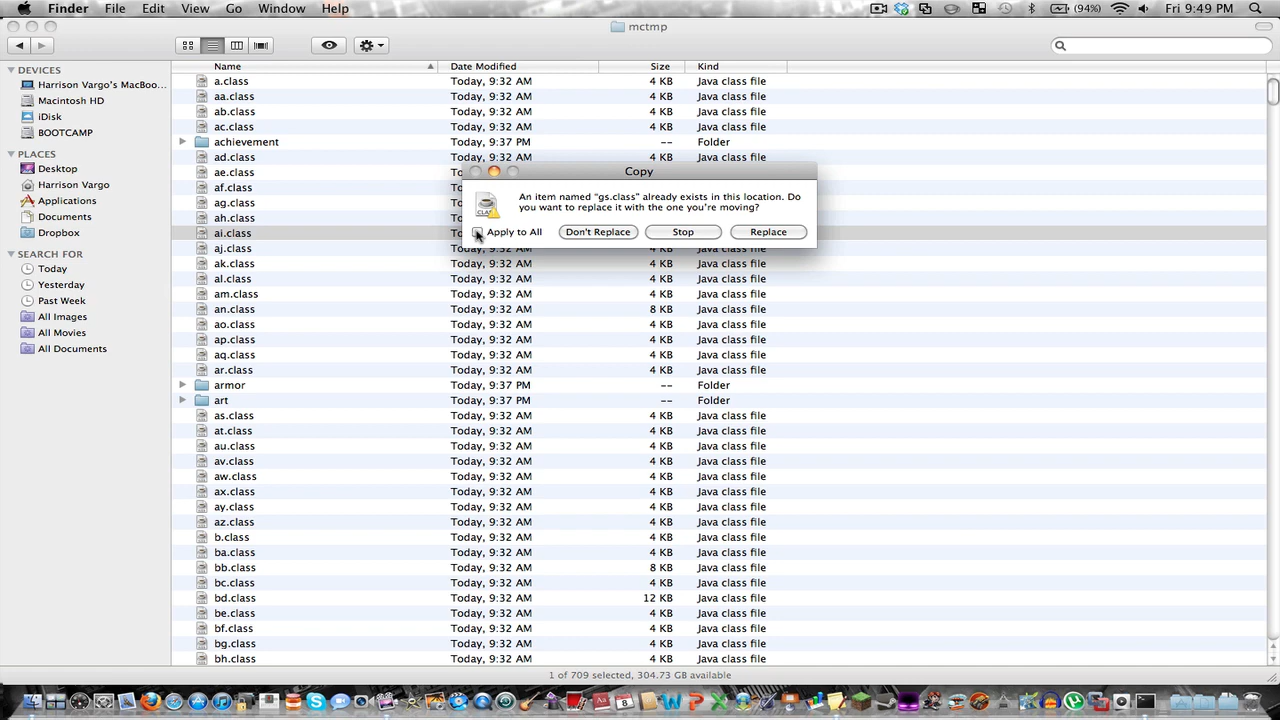 Finder File Edit View Go Window Help (94%) Fri 9:49 PM
mctmp
Name Date Modified Size Kind
DEVICES
Harrison Vargo's MacBoo...
Macintosh HD
iDisk
BOOTCAMP
PLACES
Desktop
Harrison Vargo
Applications
Documents
Dropbox
SEARCH FOR
Today
Yesterday
Past Week
All Images
All Movies
All Documents
a.class Today, 9:32 AM 4 KB Java class file
aa.class Today, 9:32 AM 4 KB Java class file
ab.class Today, 9:32 AM 4 KB Java class file
ac.class Today, 9:32 AM 4 KB Java class file
achievement Today, 9:37 PM -- Folder
ad.class Today, 9:32 AM 4 KB Java class file
ae.class
af.class
ag.class
ah.class
ai.class
aj.class
Copy
An item named "gs.class" already exists in this location. Do
you want to replace it with the one you're moving?
Apply to All Don't Replace Stop Replace
ak.class Today, 9:32 AM 4 KB Java class file
al.class Today, 9:32 AM 4 KB Java class file
am.class Today, 9:32 AM 4 KB Java class file
an.class Today, 9:32 AM 8 KB Java class file
ao.class Today, 9:32 AM 4 KB Java class file
ap.class Today, 9:32 AM 4 KB Java class file
aq.class Today, 9:32 AM 4 KB Java class file
ar.class Today, 9:32 AM 4 KB Java class file
armor Today, 9:37 PM -- Folder
art Today, 9:37 PM -- Folder
as.class Today, 9:32 AM 4 KB Java class file
at.class Today, 9:32 AM 4 KB Java class file
au.class Today, 9:32 AM 4 KB Java class file
av.class Today, 9:32 AM 4 KB Java class file
aw.class Today, 9:32 AM 4 KB Java class file
ax.class Today, 9:32 AM 4 KB Java class file
ay.class Today, 9:32 AM 4 KB Java class file
az.class Today, 9:32 AM 4 KB Java class file
b.class Today, 9:32 AM 4 KB Java class file
ba.class Today, 9:32 AM 4 KB Java class file
bb.class Today, 9:32 AM 8 KB Java class file
bc.class Today, 9:32 AM 4 KB Java class file
bd.class Today, 9:32 AM 12 KB Java class file
be.class Today, 9:32 AM 4 KB Java class file
bf.class Today, 9:32 AM 4 KB Java class file
bg.class Today, 9:32 AM 4 KB Java class file
bh.class Today, 9:32 AM 4 KB Java class file
1 of 709 selected, 304.73 GB available